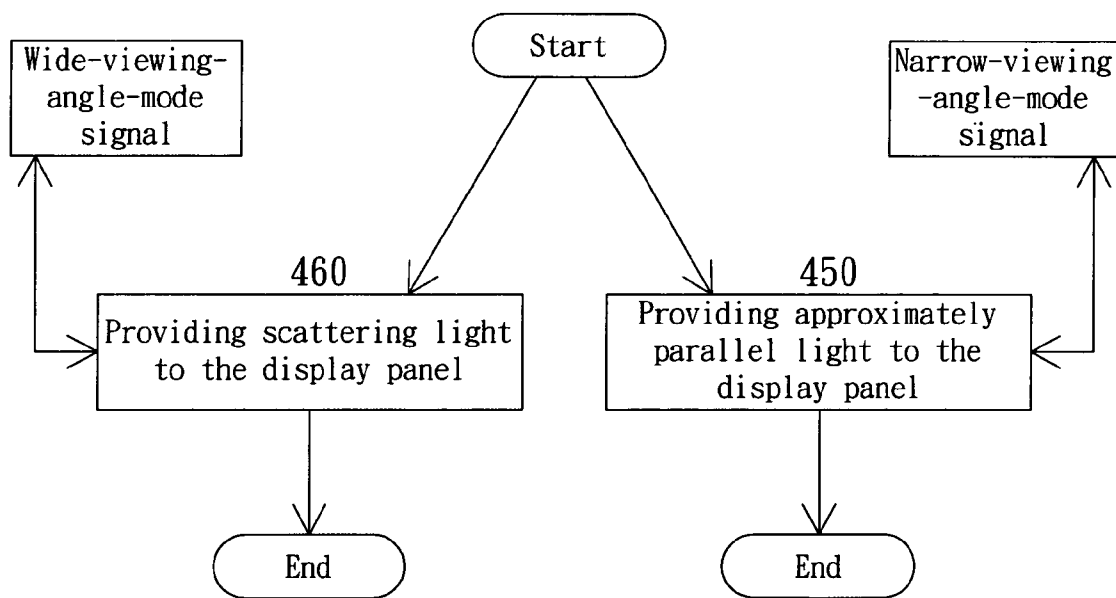 Start
Wide-viewing-
angle-mode
signal
Narrow-viewing
-angle-mode
signal
460
Providing scattering light
to the display panel
450
Providing approximately
parallel light to the
display panel
End
End